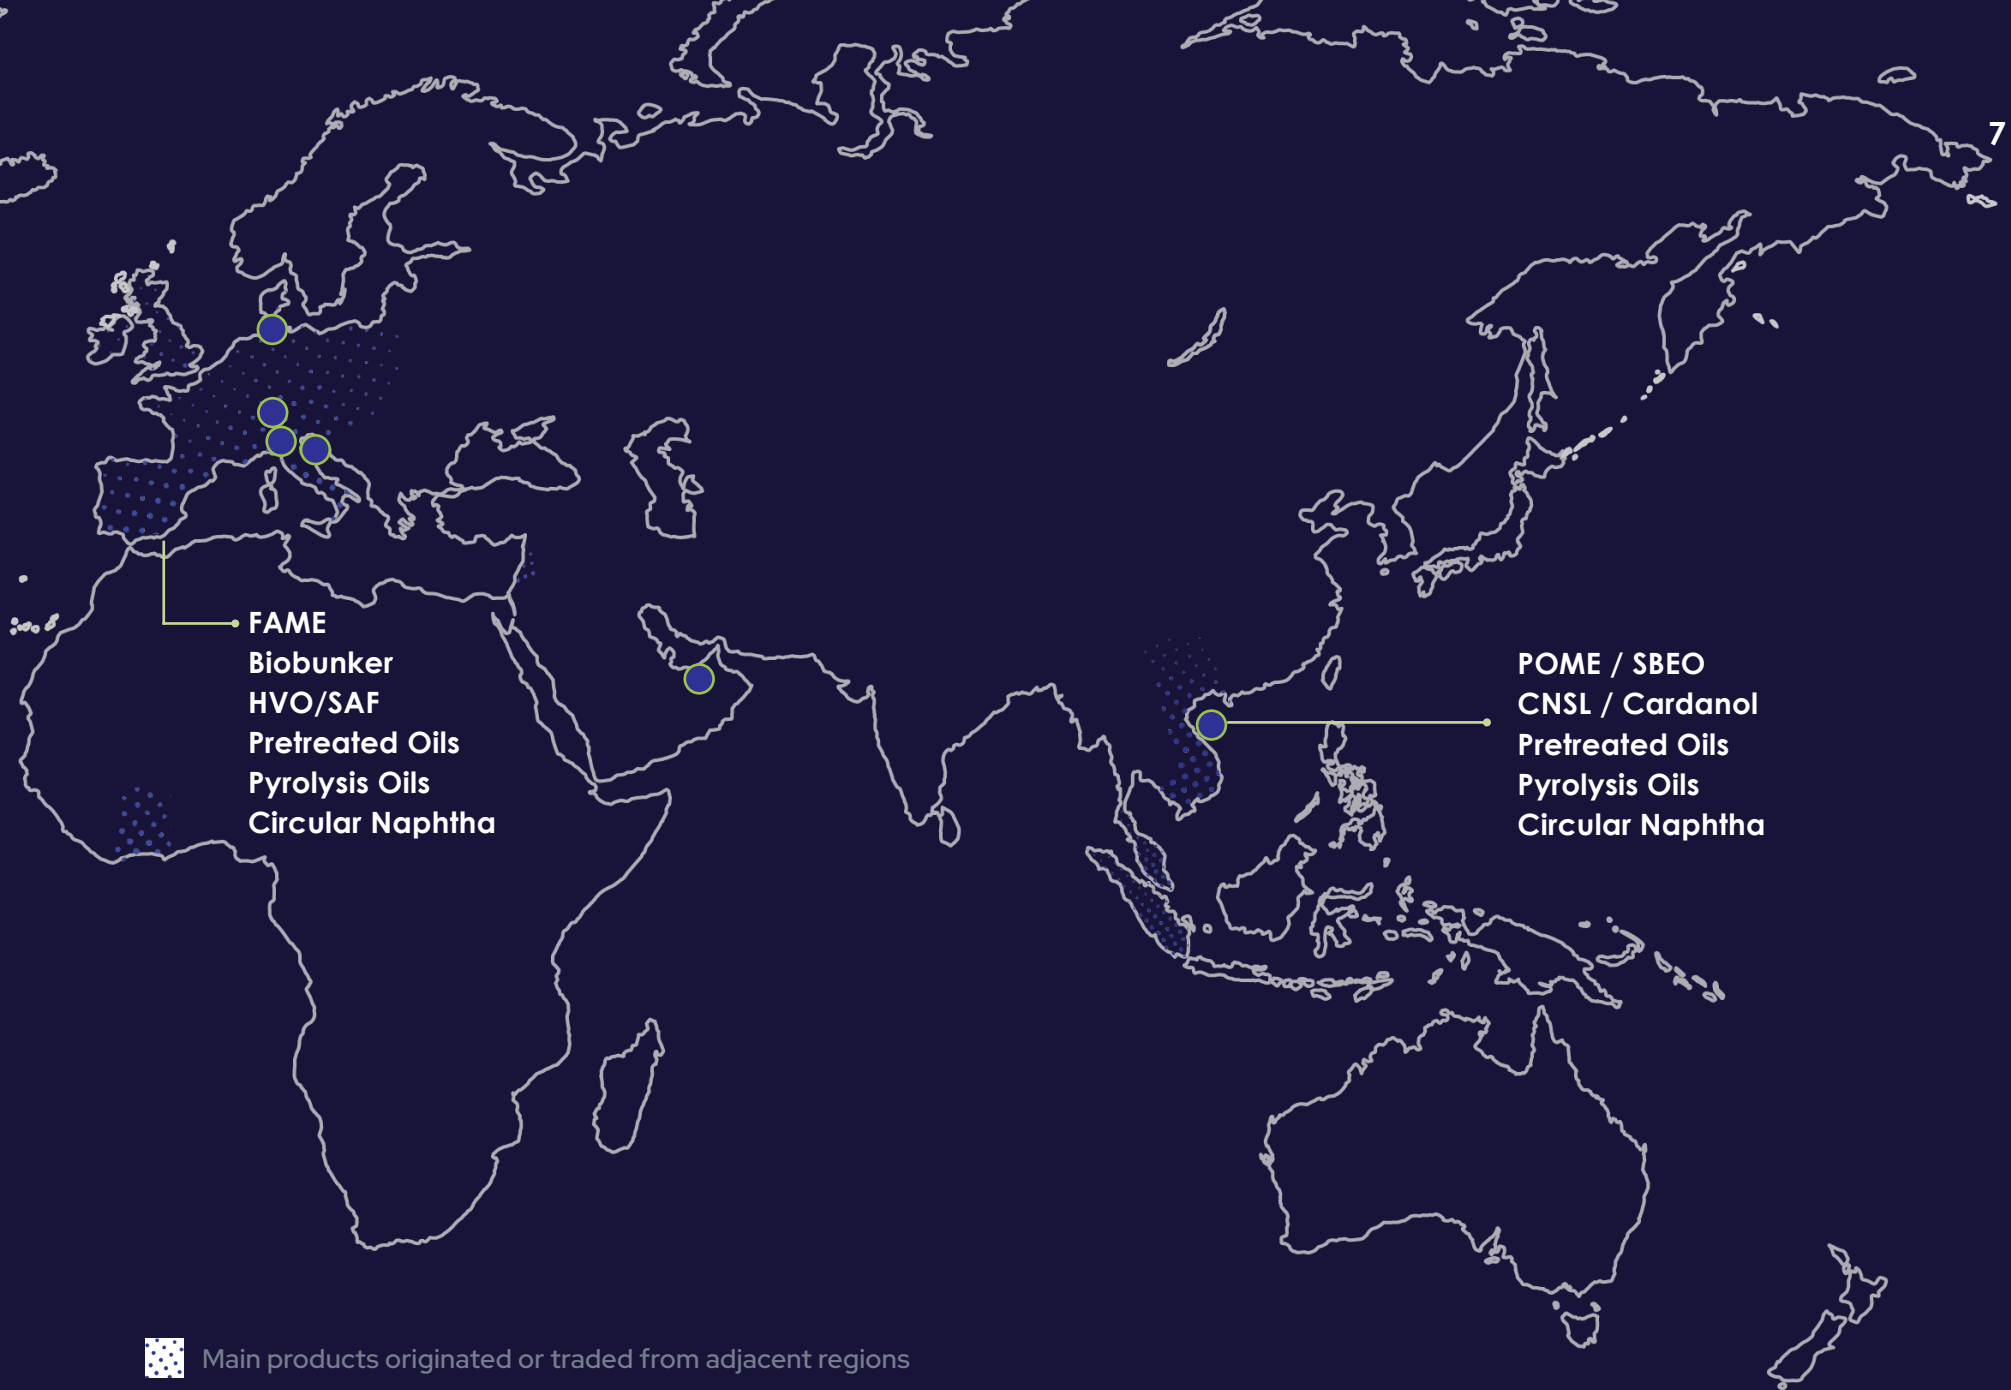 7
FAME
Biobunker
HVO/SAF
Pretreated Oils
Pyrolysis Oils
Circular Naphtha
POME / SBEO
CNSL / Cardanol
Pretreated Oils
Pyrolysis Oils
Circular Naphtha
Main products originated or traded from adjacent regions